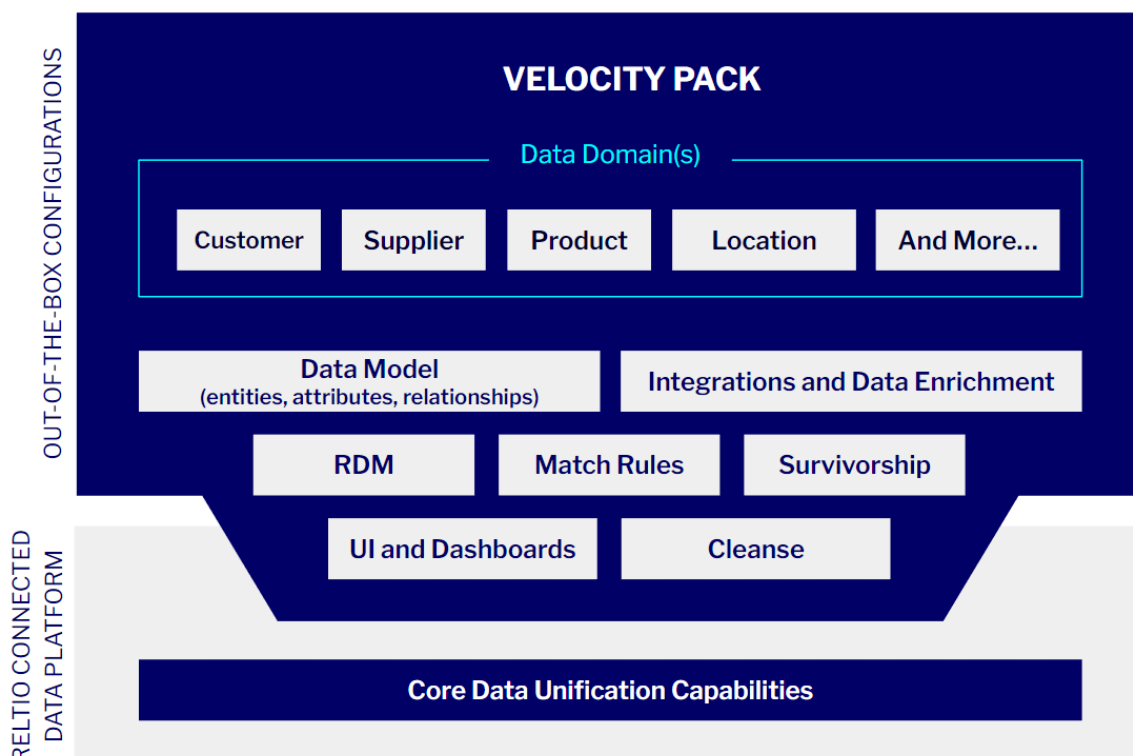 OUT-OF-THE-BOX CONFIGURATIONS
VELOCITY PACK
Data Domain(s)
Customer
Supplier
Product
Location
And More...
Data Model
(entities, attributes, relationships)
Integrations and Data Enrichment
RDM
Match Rules
Survivorship
UI and Dashboards
Cleanse
RELTIO CONNECTED
DATA PLATFORM
Core Data Unification Capabilities